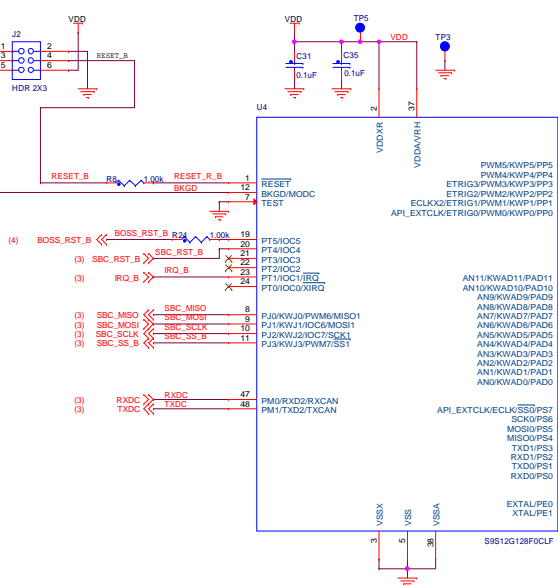 J2
VDD
1
2
3
4
RESET_B
5
6
HDR 2X3
VDD
TP5
VDD
TP3
C31
0.1uF
C35
0.1uF
U4
2
37
VDDXR
VDDA/VRH
RESET_B
R8
1.00k
RESET_R_B
1
RESET
BKGD
12
BKGD/MODC
7
TEST
(4)
BOSS_RST_B
BOSS_RST_B
R24
1.00k
19
PT5/IOC5
20
PT4/IOC4
(3)
SBC_RST_B
SBC_RST_B
21
PT3/IOC3
22
PT2/IOC2
(3)
IRQ_B
IRQ_B
23
PT1/IOC1/IRQ
24
PT0/IOC0/XIRQ
(3)
SBC_MISO
SBC_MISO
8
PJ0/KWJ0/PWM6/MISO1
(3)
SBC_MOSI
SBC_MOSI
9
PJ1/KWJ1/IOC6/MOSI1
(3)
SBC_SCLK
SBC_SCLK
10
PJ2/KWJ2/IOC7/SCK1
(3)
SBC_SS_B
SBC_SS_B
11
PJ3/KWJ3/PWM7/SS1
(3)
RXDC
RXDC
47
PM0/RXD2/RXCAN
(3)
TXDC
TXDC
48
PM1/TXD2/TXCAN
PWM5/KWP5/PP5
PWM4/KWP4/PP4
ETRIG3/PWM3/KWP3/PP3
ETRIG2/PWM2/KWP2/PP2
ECLKX2/ETRIG1/PWM1/KWP1/PP1
API_EXTCLK/ETRIG0/PWM0/KWP0/PP0
AN11/KWAD11/PAD11
AN10/KWAD10/PAD10
AN9/KWAD9/PAD9
AN8/KWAD8/PAD8
AN7/KWAD7/PAD7
AN6/KWAD6/PAD6
AN5/KWAD5/PAD5
AN4/KWAD4/PAD4
AN3/KWAD3/PAD3
AN2/KWAD2/PAD2
AN1/KWAD1/PAD1
AN0/KWAD0/PAD0
API_EXTCLK/ECLK/SS0/PS7
SCK0/PS6
MOSI0/PS5
MISO0/PS4
TXD1/PS3
RXD1/PS2
TXD0/PS1
RXD0/PS0
EXTAL/PE0
XTAL/PE1
VSSX
VSS
VSSA
3
5
38
S9S12G128F0CLF